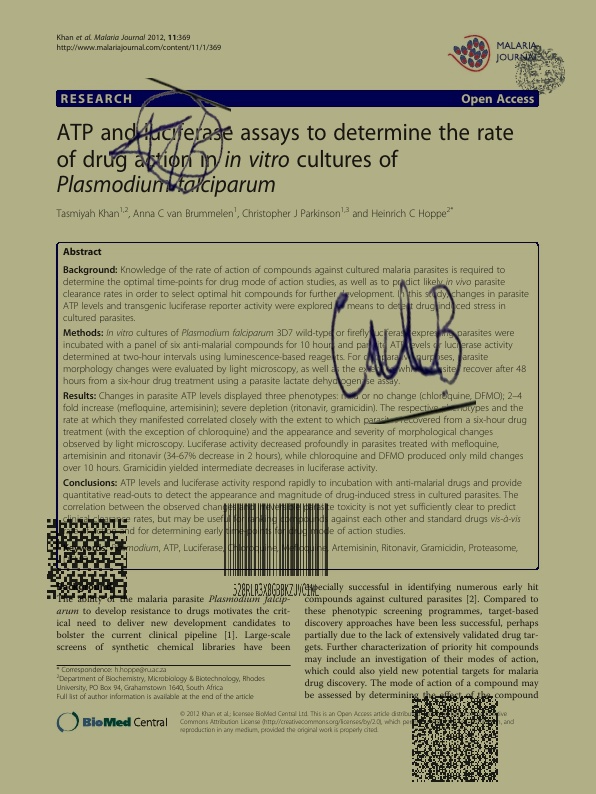 Khan et al. Malaria Journal 2012, 11:369
http://www.malariajournal.com/content/11/1/369
MALARIA
JOURNAL
RESEARCH
Open Access
ATP and luciferase assays to determine the rate
of drug action in in vitro cultures of
Plasmodium falciparum
Tasmiyah Khan1,2, Anna C van Brummelen1, Christopher J Parkinson1,3 and Heinrich C Hoppe2*
Abstract
Background: Knowledge of the rate of action of compounds against cultured malaria parasites is required to
determine the optimal time-points for drug mode of action studies, as well as to predict likely in vivo parasite
clearance rates in order to select optimal hit compounds for further development. In this study, changes in parasite
ATP levels and transgenic luciferase reporter activity were explored as means to detect drug-induced stress in
cultured parasites.
Methods: In vitro cultures of Plasmodium falciparum 3D7 wild-type or firefly luciferase-expressing parasites were
incubated with a panel of six anti-malarial compounds for 10 hours and parasite ATP levels or luciferase activity
determined at two-hour intervals using luminescence-based reagents. For comparative purposes, parasite
morphology changes were evaluated by light microscopy, as well as the extent to which parasites recover after 48
hours from a six-hour drug treatment using a parasite lactate dehydrogenase assay.
Results: Changes in parasite ATP levels displayed three phenotypes: mild or no change (chloroquine, DFMO); 2–4
fold increase (mefloquine, artemisinin); severe depletion (ritonavir, gramicidin). The respective phenotypes and the
rate at which they manifested correlated closely with the extent to which parasites recovered from a six-hour drug
treatment (with the exception of chloroquine) and the appearance and severity of morphological changes
observed by light microscopy. Luciferase activity decreased profoundly in parasites treated with mefloquine,
artemisinin and ritonavir (34-67% decrease in 2 hours), while chloroquine and DFMO produced only mild changes
over 10 hours. Gramicidin yielded intermediate decreases in luciferase activity.
Conclusions: ATP levels and luciferase activity respond rapidly to incubation with anti-malarial drugs and provide
quantitative read-outs to detect the appearance and magnitude of drug-induced stress in cultured parasites. The
correlation between the observed changes and irreversible parasite toxicity is not yet sufficiently clear to predict
clinical clearance rates, but may be useful for ranking compounds against each other and standard drugs vis-à-vis
and for determining early time-points for drug mode of action studies.
Keywords: Plasmodium, ATP, Luciferase, Chloroquine, Mefloquine, Artemisinin, Ritonavir, Gramicidin, Proteasome,
The ability of the malaria parasite Plasmodium falcip-
arum to develop resistance to drugs motivates the crit-
ical need to deliver new development candidates to
bolster the current clinical pipeline [1]. Large-scale
screens of synthetic chemical libraries have been
especially successful in identifying numerous early hit
compounds against parasites [2]. Compared to
these phenotypic screening programmes, target-based
discovery approaches have been less successful, perhaps
partially due to the lack of extensively validated drug tar-
gets. Further characterization of priority hit compounds
may include an investigation of their modes of action,
which could also yield new potential targets for malaria
drug discovery. The mode of action of a compound may
be assessed by determining the effect of the compound
* Correspondence: h.hoppe@ru.ac.za
2Department of Biochemistry, Microbiology & Biotechnology, Rhodes
University, PO Box 94, Grahamstown 1640, South Africa
Full list of author information is available at the end of the article
BioMed Central
© 2012 Khan et al.; licensee BioMed Central Ltd. This is an Open Access article
Commons Attribution License (http://creativecommons.org/licenses/by/2.0), which and
reproduction in any medium, provided the original work is properly cited.